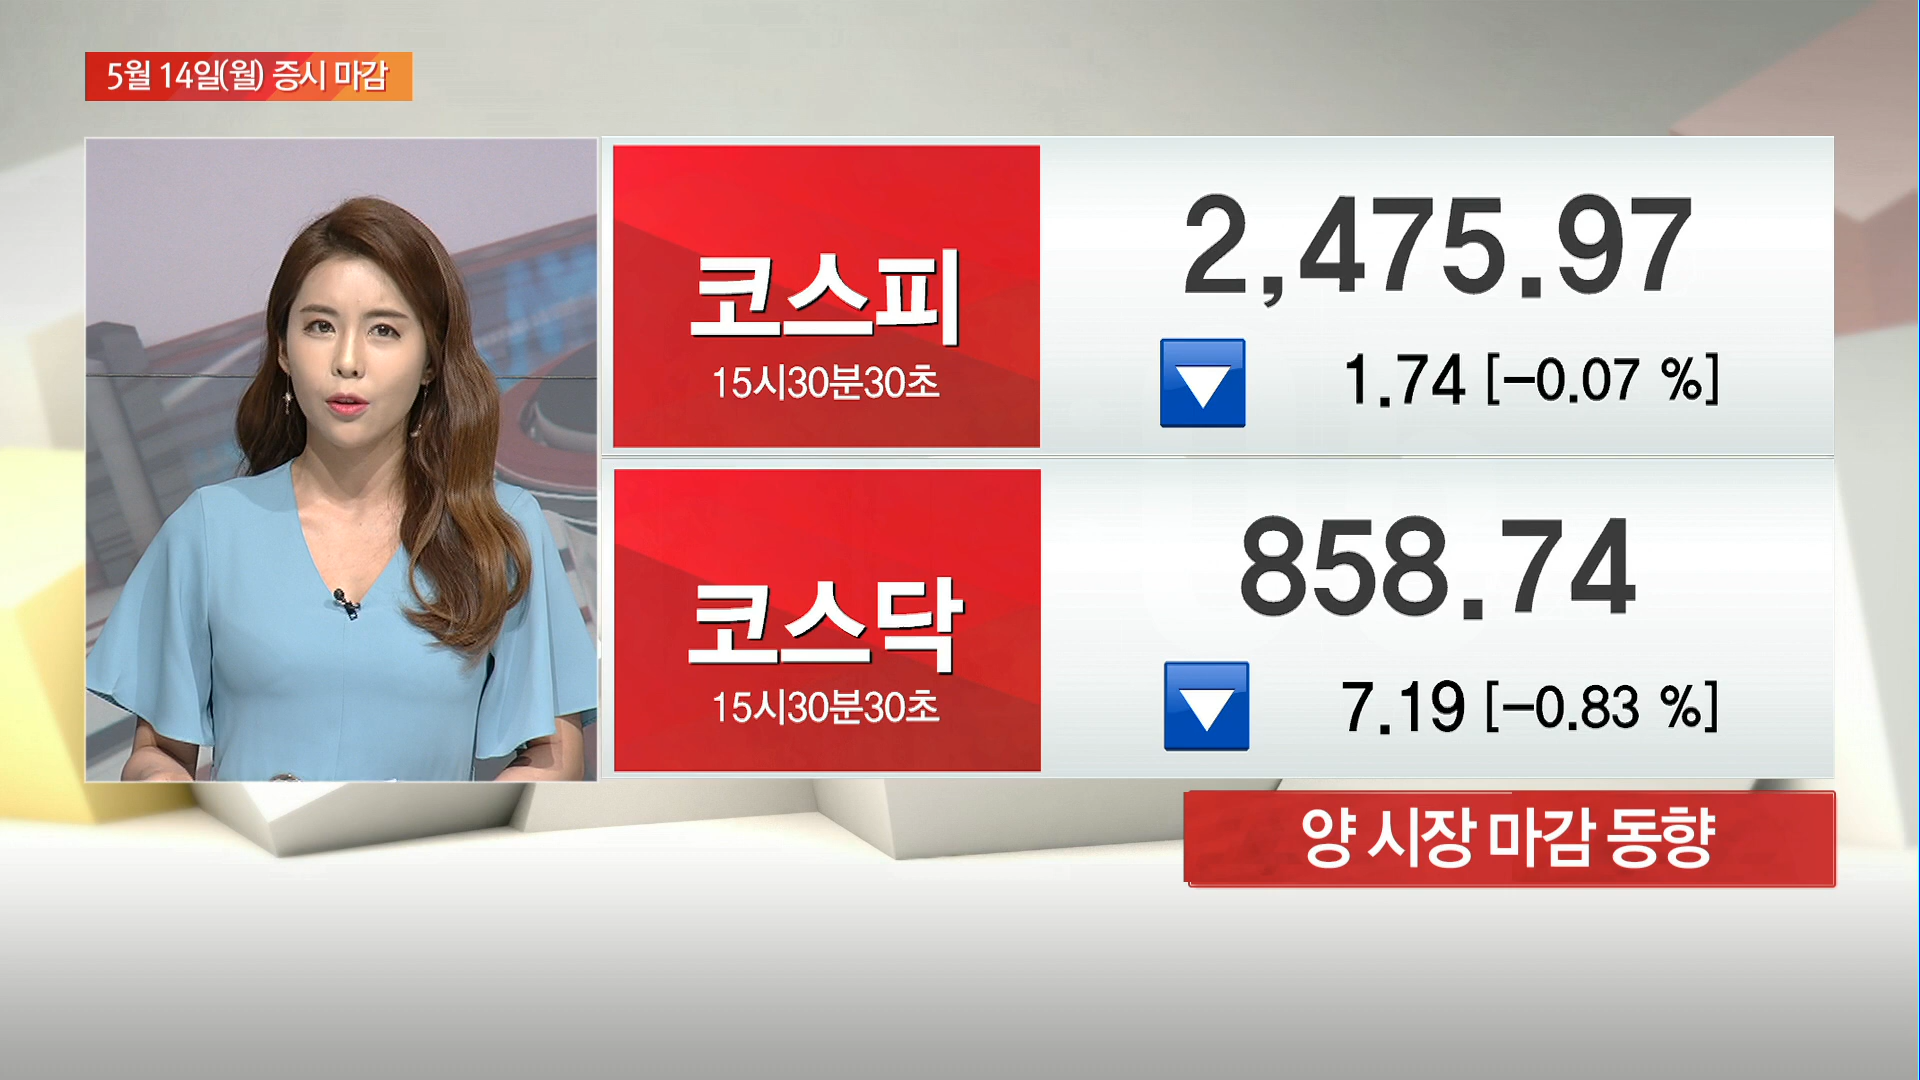 5월 14일(월) 증시 마감
코스피
15시30분30초
2,475.97
▼ 1.74 [-0.07 %]
코스닥
15시30분30초
858.74
▼ 7.19 [-0.83 %]
양 시장 마감 동향